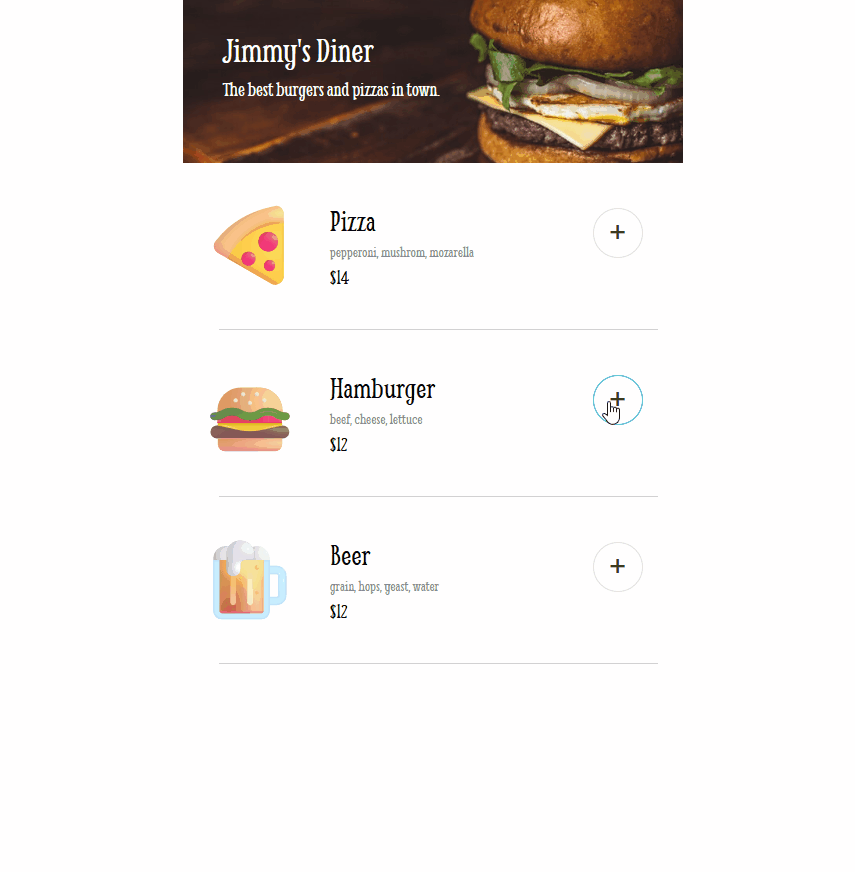 Jimmy's Diner
The best burgers and pizzas in town.
Pizza
pepperoni, mushrom, mozarella
$14
+
Hamburger
beef, cheese, lettuce
$12
+
Beer
grain, hops, yeast, water
$12
+